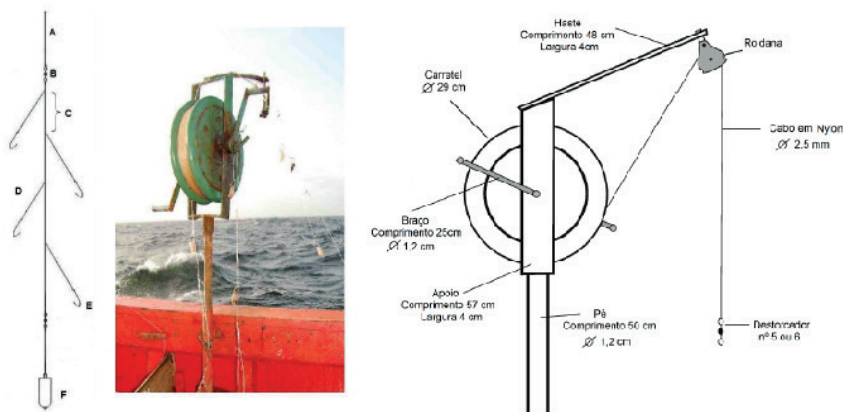 A
B
C
D
E
F
Haste
Comprimento 48 cm
Largura 4cm
Rodana
Carretel
Ø 29 cm
Cabo em Nylon
Ø 2.5 mm
Braço
Comprimento 25cm
Ø 1,2 cm
Apoio
Comprimento 57 cm
Largura 4 cm
Pé
Comprimento 50 cm
Ø 1,2 cm
Destorcador
nº 5 ou 6